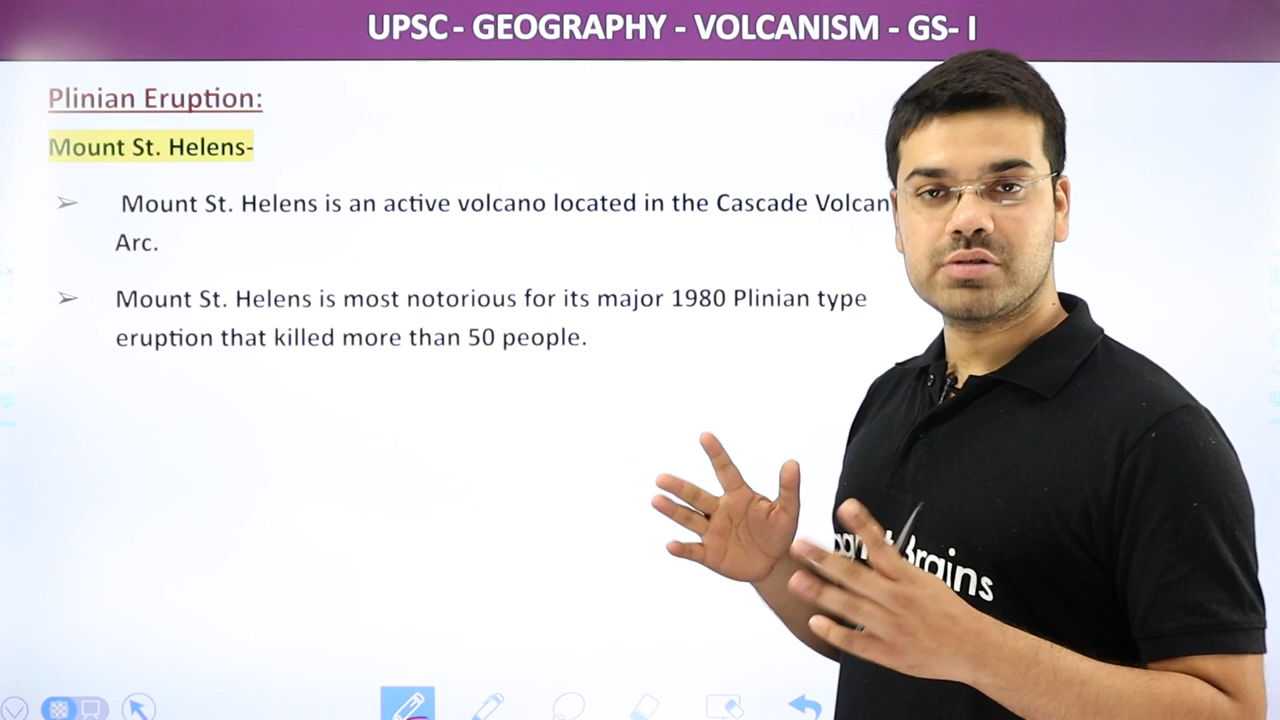 UPSC - GEOGRAPHY - VOLCANISM - GS- I
Plinian Eruption:
Mount St. Helens-
➢ Mount St. Helens is an active volcano located in the Cascade Volcan
Arc.
➢ Mount St. Helens is most notorious for its major 1980 Plinian type
eruption that killed more than 50 people.
rains